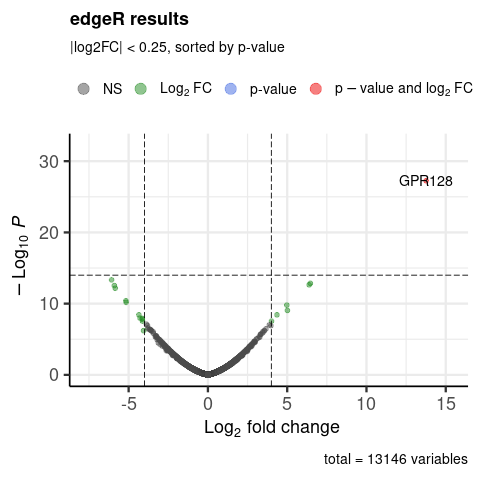 edgeR results
|log2FC| < 0.25, sorted by p-value
NS Log₂ FC p-value p − value and log₂ FC
− Log₁₀ P
30
20
10
0
GPR128
-5 0 5 10 15
Log₂ fold change
total = 13146 variables